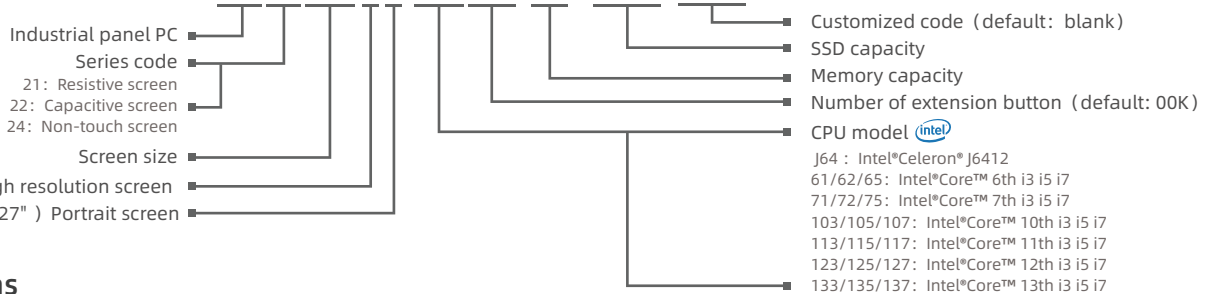 Industrial panel PC
Series code
21: Resistive screen
22: Capacitive screen
24: Non-touch screen
Screen size
resolution screen
27" ) Portrait screen
Customized code (default: blank)
SSD capacity
Memory capacity
Number of extension button (default: 00K)
CPU model intel
J64 : Intel®Celeron® J6412
61/62/65: Intel®Core™ 6th i3 i5 i7
71/72/75: Intel®Core™ 7th i3 i5 i7
103/105/107: Intel®Core™ 10th i3 i5 i7
113/115/117: Intel®Core™ 11th i3 i5 i7
123/125/127: Intel®Core™ 12th i3 i5 i7
133/135/137: Intel®Core™ 13th i3 i5 i7